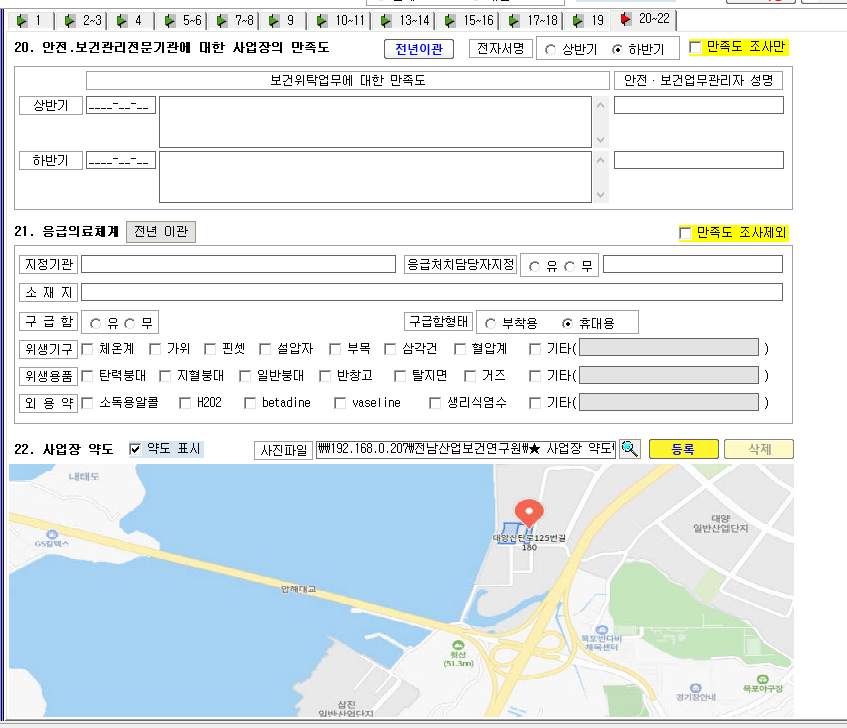 1 2~3 4 5~6 7~8 9 10~11 13~14 15~16 17~18 19 20~22
20. 안전.보건관리전문기관에 대한 사업장의 만족도 전년이관 전자서명 상반기 하반기 만족도 조사만
보건위탁업무에 대한 만족도 안전ㆍ보건업무관리자 성명
상반기 ____-__-__
하반기 ____-__-__
21. 응급의료체계 전년 이관 만족도 조사제외
지정기관 응급처치담당자지정 유 무
소 재 지
구 급 함 유 무 구급함형태 부착용 휴대용
위생기구 체온계 가위 핀셋 설압자 부목 삼각건 혈압계 기타( )
위생용품 탄력붕대 지혈붕대 일반붕대 반창고 탈지면 거즈 기타( )
외 용 약 소독용알콜 H2O2 betadine vaseline 생리식염수 기타( )
22. 사업장 약도 약도 표시 사진파일 ₩₩192.168.0.207₩전남산업보건연구원₩★ 사업장 약도 등록 삭제
내태도
대양
일반산업단지
GS칼텍스
대양산단로125번길
180
압해대교
목포반다비
체육센터
(51.3m)
삼진
일반산업단지
목포야구장
경기장안내